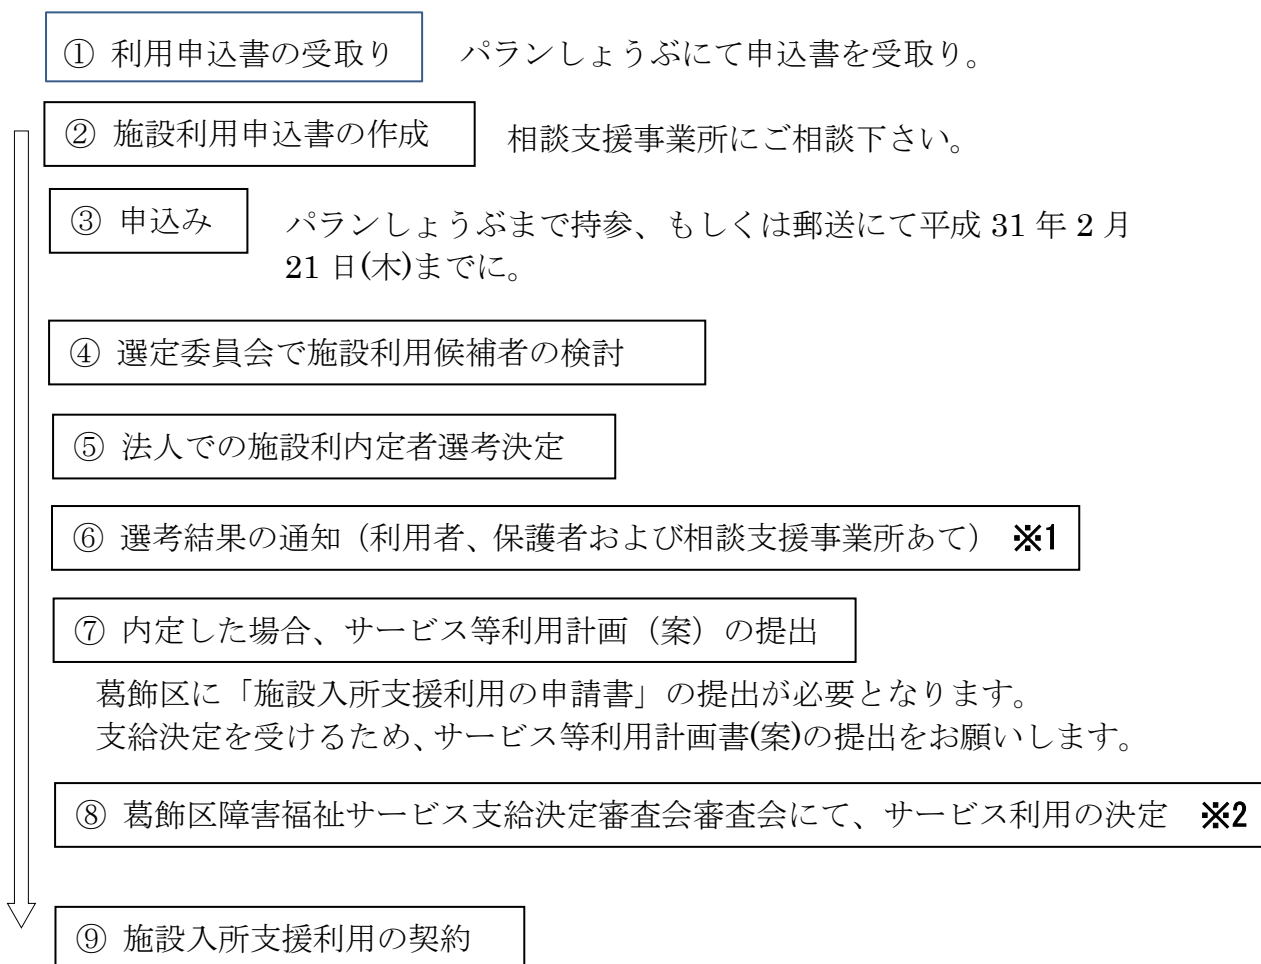 ① 利用申込書の受取り　パランしょうぶにて申込書を受取り。
② 施設利用申込書の作成　相談支援事業所にご相談下さい。
③ 申込み　パランしょうぶまで持参、もしくは郵送にて平成 31 年 2 月
21 日(木)までに。
④ 選定委員会で施設利用候補者の検討
⑤ 法人での施設利内定者選考決定
⑥ 選考結果の通知（利用者、保護者および相談支援事業所あて） ※1
⑦ 内定した場合、サービス等利用計画（案）の提出
葛飾区に「施設入所支援利用の申請書」の提出が必要となります。
支給決定を受けるため、サービス等利用計画書(案)の提出をお願いします。
⑧ 葛飾区障害福祉サービス支給決定審査会審査会にて、サービス利用の決定 ※2
⑨ 施設入所支援利用の契約